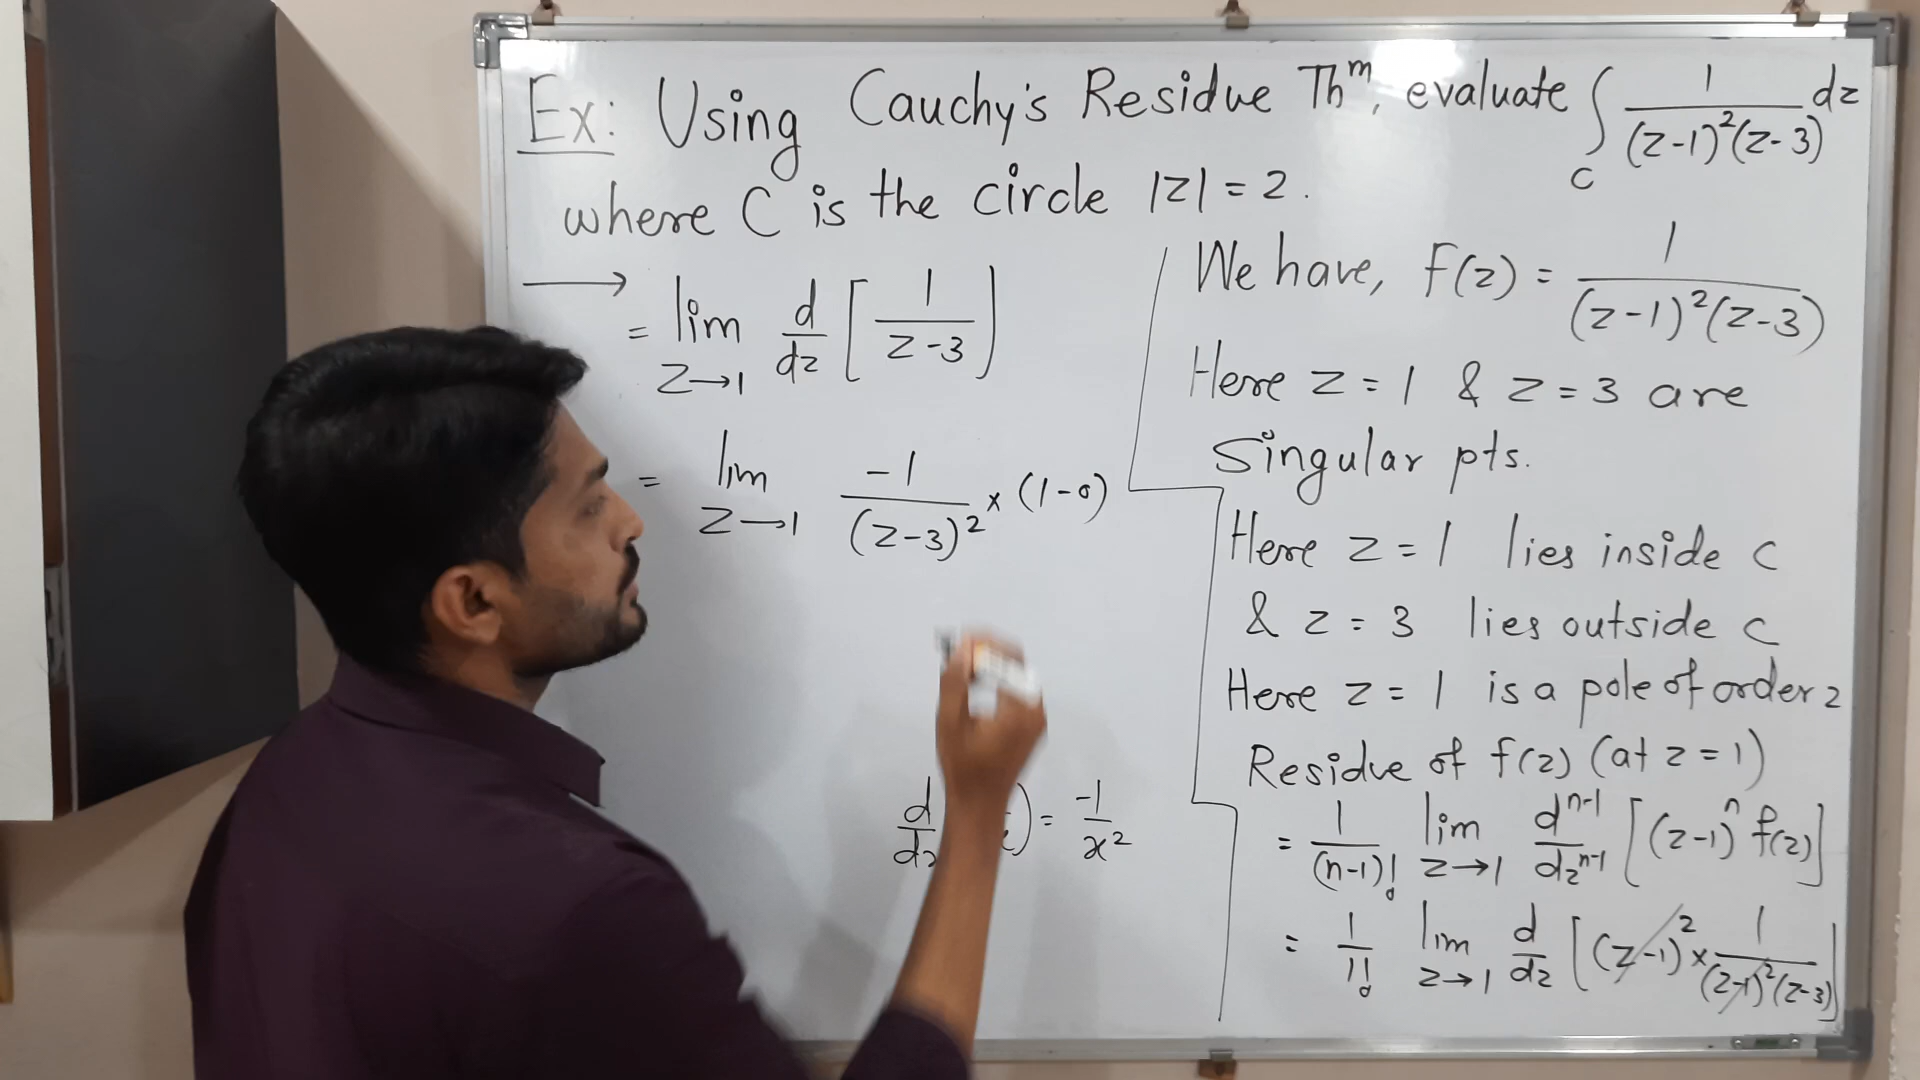 Ex: Using Cauchy's Residue Thᵐ, evaluate ∫_C 1/((z-1)²(z-3)) dz
where C is the circle |z| = 2.
We have, f(z) = 1/((z-1)²(z-3))
Here z = 1 & z = 3 are
Singular pts.
Here z = 1 lies inside C
& z = 3 lies outside C
Here z = 1 is a pole of order 2
Residue of f(z) (at z = 1)
= 1/(n-1)! lim z→1 dⁿ⁻¹/dzⁿ⁻¹ [(z-1)ⁿ f(z)]
= 1/1! lim z→1 d/dz [(z-1)² × 1/((z-1)²(z-3))]
→
= lim z→1 d/dz [1/(z-3)]
= lim z→1 -1/(z-3)² × (1-0)
= -1/x²